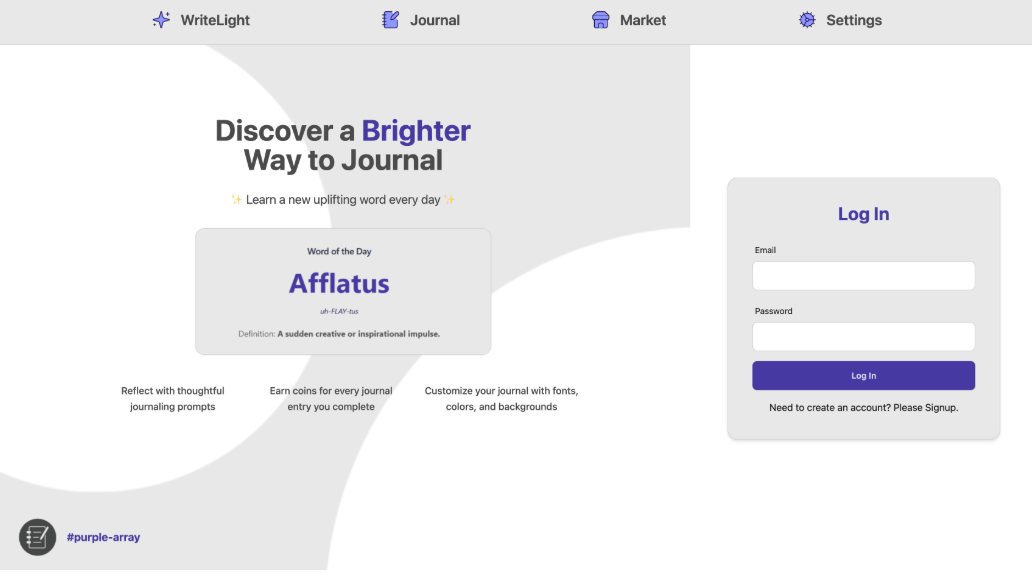 WriteLight
Journal
Market
Settings
Discover a Brighter
Way to Journal
✨ Learn a new uplifting word every day ✨
Word of the Day
Afflatus
uh-FLAY-tus
Definition: A sudden creative or inspirational impulse.
Reflect with thoughtful
journaling prompts
Earn coins for every journal
entry you complete
Customize your journal with fonts,
colors, and backgrounds
#purple-array
Log In
Email
Password
Log In
Need to create an account? Please Signup.